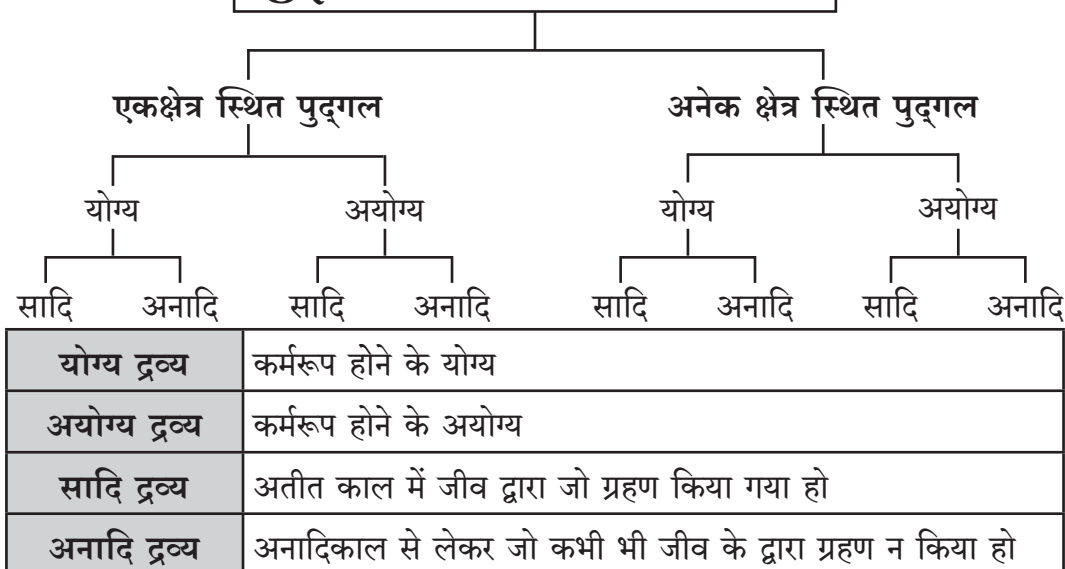 एकक्षेत्र स्थित पुद्गल अनेक क्षेत्र स्थित पुद्गल
योग्य अयोग्य योग्य अयोग्य
सादि अनादि सादि अनादि सादि अनादि सादि अनादि
योग्य द्रव्य कर्मरूप होने के योग्य
अयोग्य द्रव्य कर्मरूप होने के अयोग्य
सादि द्रव्य अतीत काल में जीव द्वारा जो ग्रहण किया गया हो
अनादि द्रव्य अनादिकाल से लेकर जो कभी भी जीव के द्वारा ग्रहण न किया हो